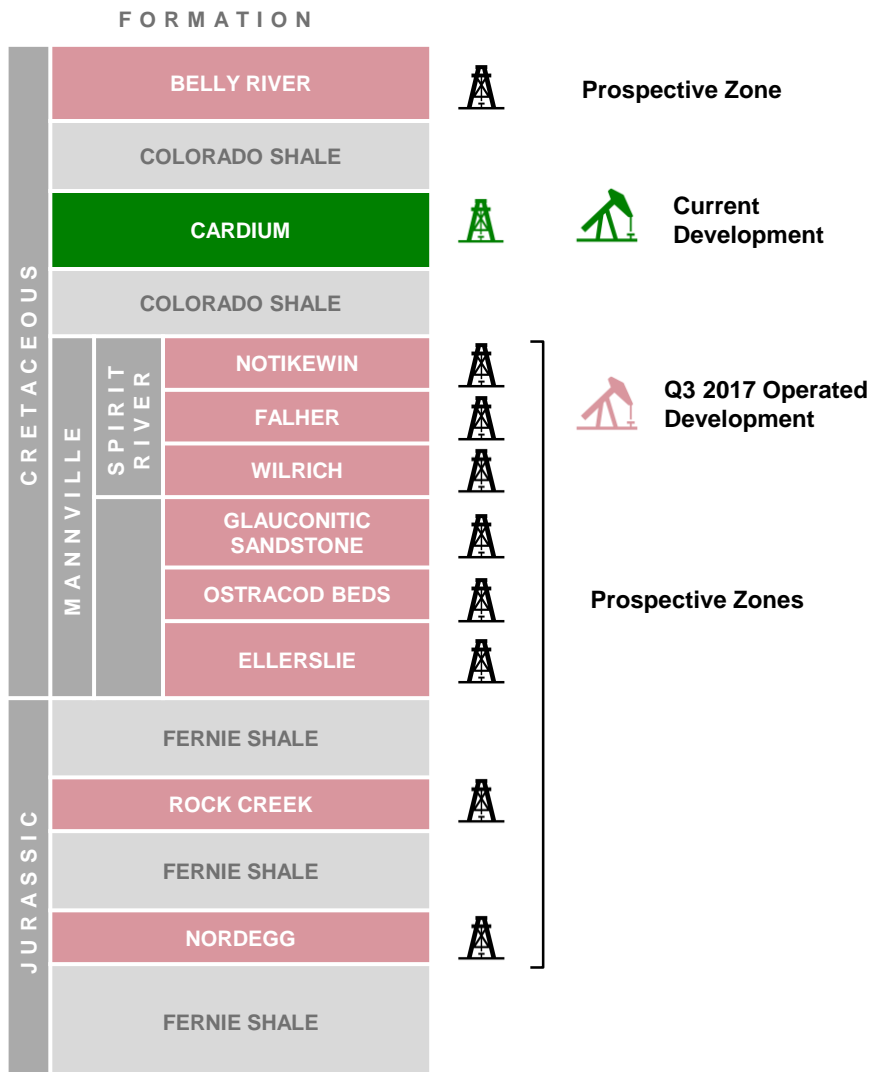 FORMATION
CRETACEOUS
BELLY RIVER
Prospective Zone
COLORADO SHALE
CARDIUM
Current
Development
COLORADO SHALE
MANNVILLE
SPIRIT
RIVER
NOTIKEWIN
Q3 2017 Operated
Development
FALHER
WILRICH
GLAUCONITIC
SANDSTONE
OSTRACOD BEDS
Prospective Zones
ELLERSLIE
JURASSIC
FERNIE SHALE
ROCK CREEK
FERNIE SHALE
NORDEGG
FERNIE SHALE